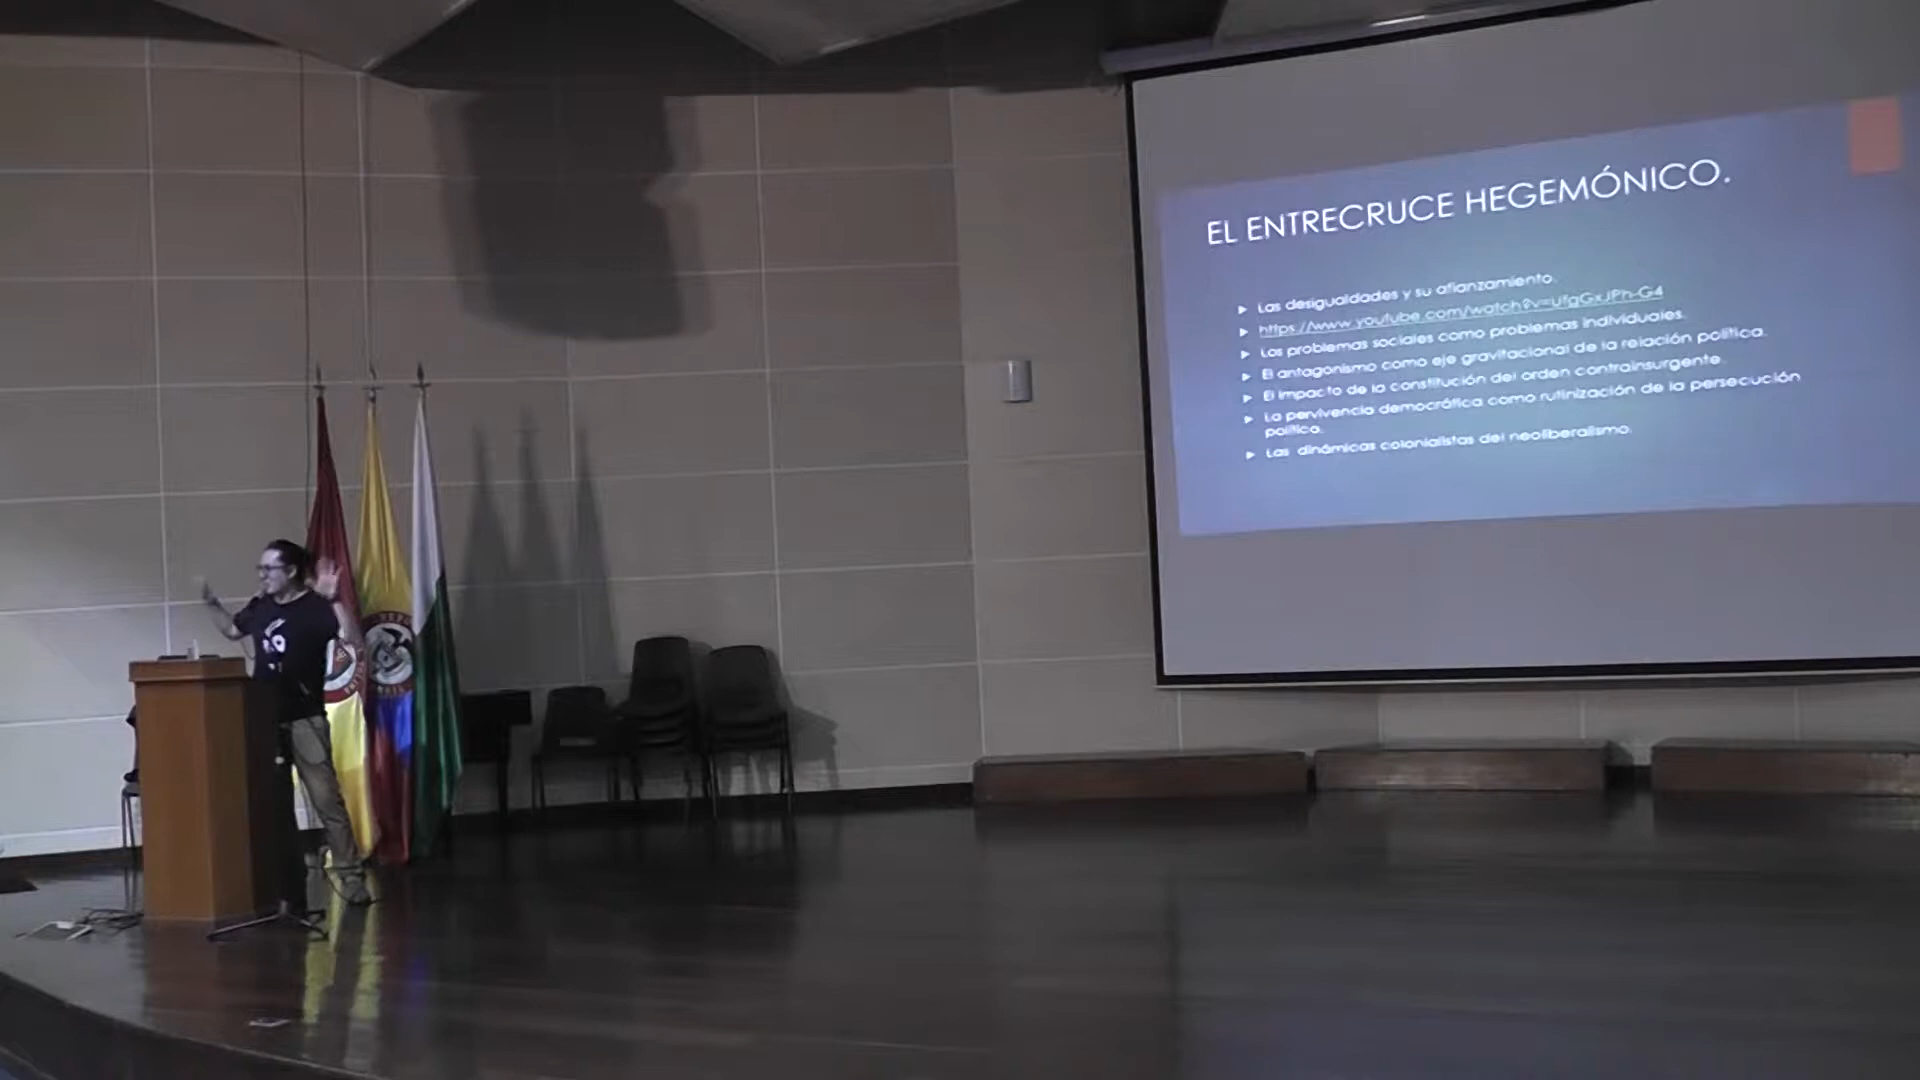 EL ENTRECRUCE HEGEMÓNICO.
Las desigualdades y su afianzamiento.
https://www.youtube.com/watch?v=UfgGxJPh-G4
Los problemas sociales como problemas individuales.
El antagonismo como eje gravitacional de la relación política.
El impacto de la constitución del orden contrainsurgente.
La pervivencia democrática como rutinización de la persecución
política.
Las dinámicas colonialistas del neoliberalismo.